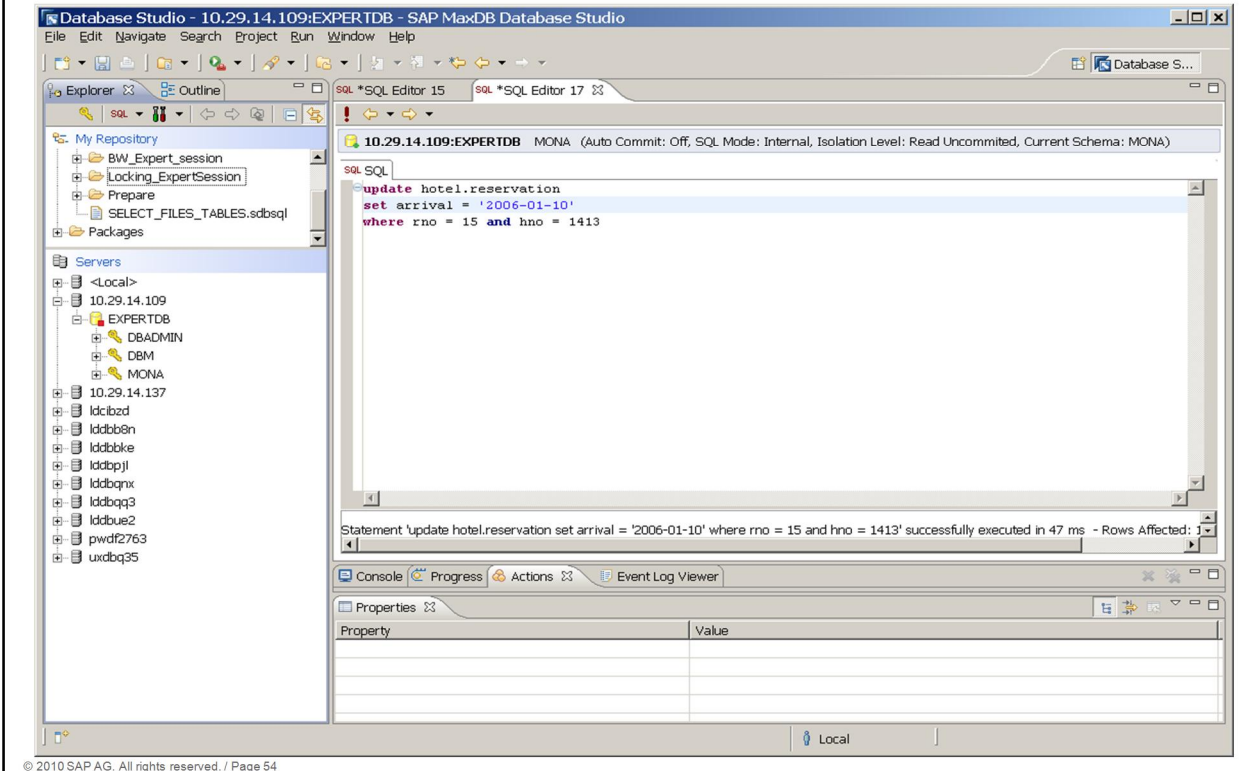 Database Studio - 10.29.14.109:EXPERTDB - SAP MaxDB Database Studio
File Edit Navigate Search Project Run Window Help
Database S...
Explorer Outline
SQL *SQL Editor 15 SQL *SQL Editor 17
SQL
My Repository
BW_Expert_session
Locking_ExpertSession
Prepare
SELECT_FILES_TABLES.sdbsql
Packages
Servers
<Local>
10.29.14.109
EXPERTDB
DBADMIN
DBM
MONA
10.29.14.137
ldcibzd
lddbb8n
lddbbke
lddbpjl
lddbqnx
lddbqq3
lddbue2
pwdf2763
uxdbq35
10.29.14.109:EXPERTDB MONA (Auto Commit: Off, SQL Mode: Internal, Isolation Level: Read Uncommited, Current Schema: MONA)
SQL SQL
update hotel.reservation
set arrival = '2006-01-10'
where rno = 15 and hno = 1413
Statement 'update hotel.reservation set arrival = '2006-01-10' where rno = 15 and hno = 1413' successfully executed in 47 ms - Rows Affected: 1
Console Progress Actions Event Log Viewer
Properties
Property Value
Local
© 2010 SAP AG. All rights reserved. / Page 54